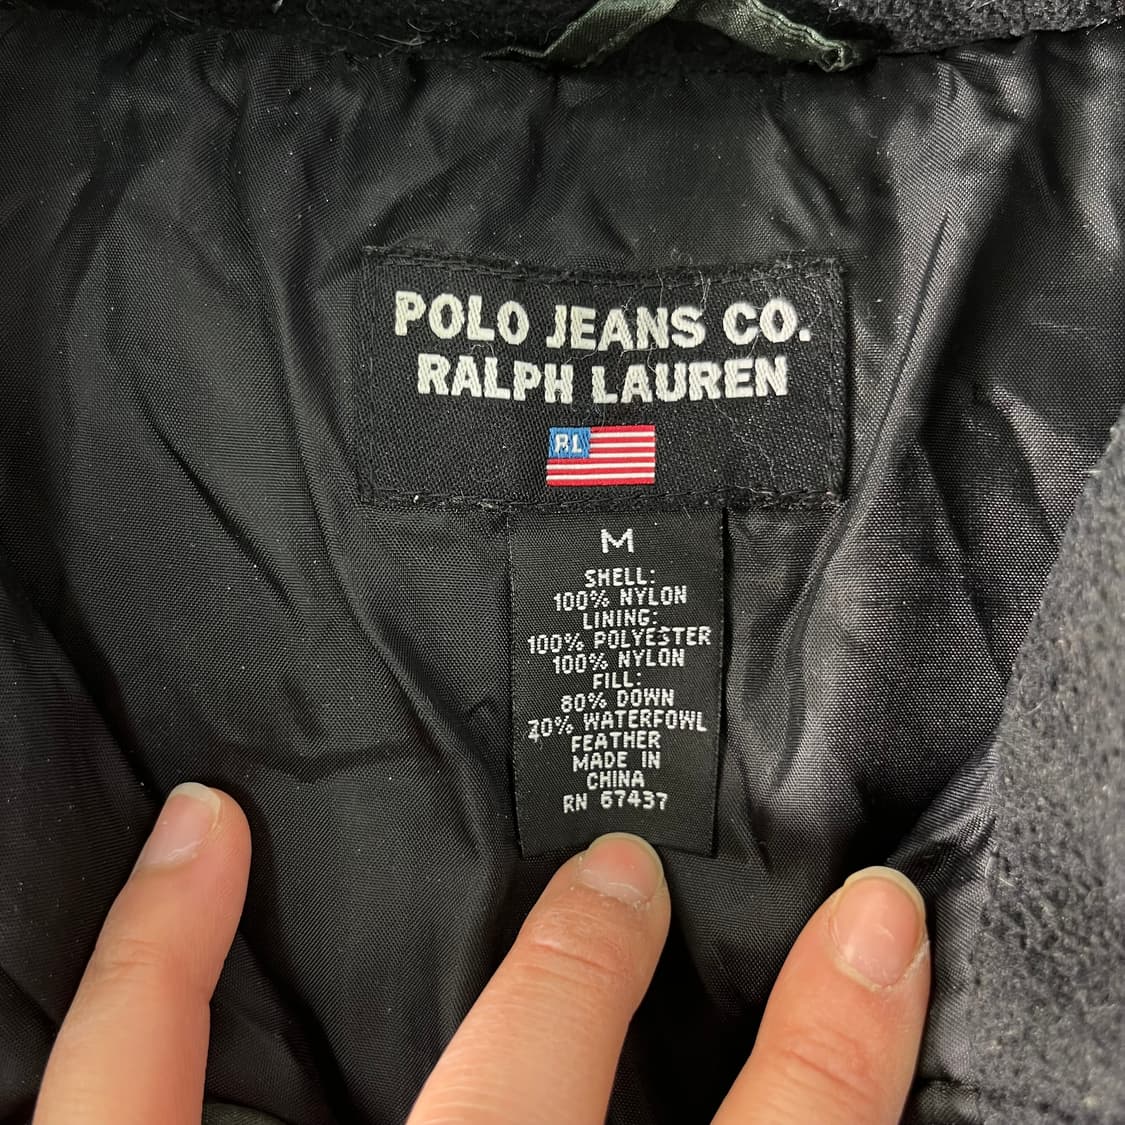 POLO JEANS CO.
RALPH LAUREN
RL
M
SHELL:
100% NYLON
LINING:
100% POLYESTER
100% NYLON
FILL:
80% DOWN
20% WATERFOWL
FEATHER
MADE IN
CHINA
RN 67437